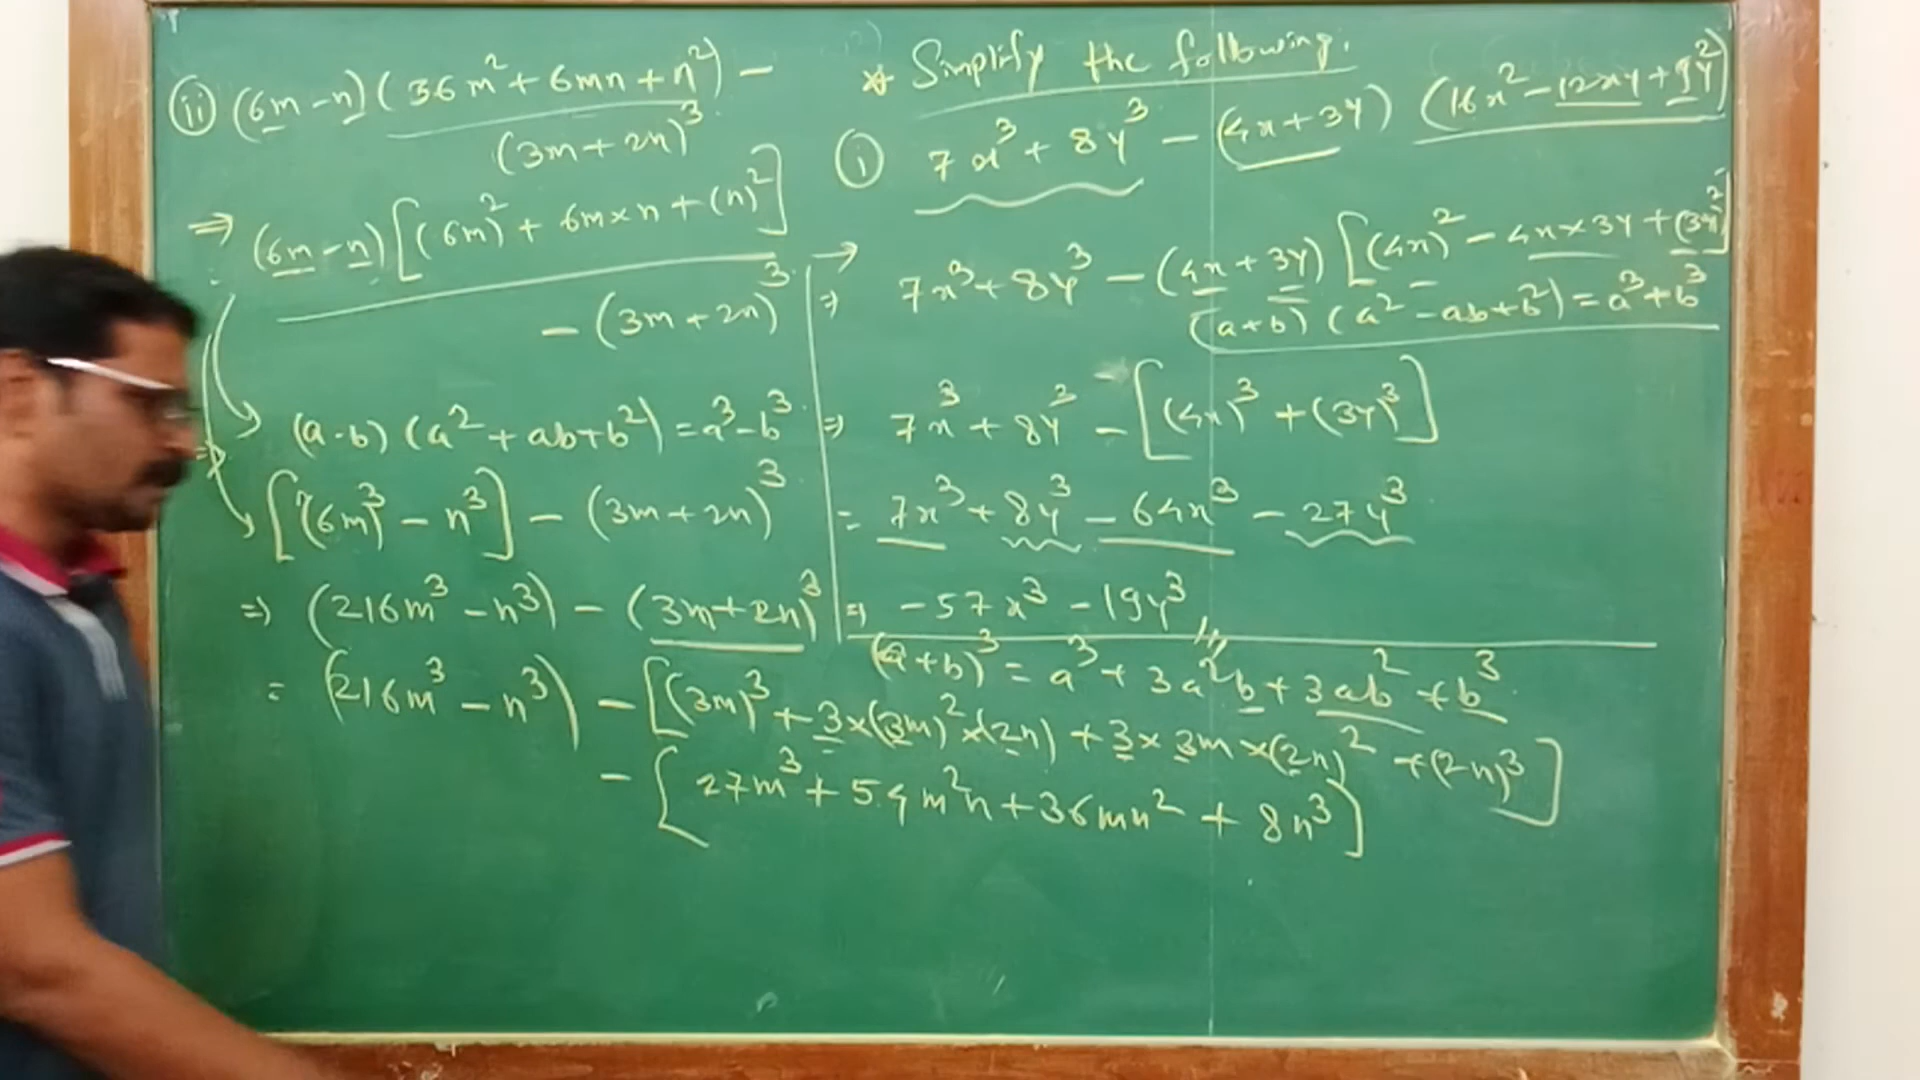 ii (6m - n) ( 36m² + 6mn + n²) -
(3m + 2n)³
⇒ (6m - n) [(6m)² + 6m×n + (n)²]
- (3m + 2n)³
(a - b) (a² + ab + b²) = a³ - b³
[(6m)³ - n³] - (3m + 2n)³
⇒ (216m³ - n³) - (3m + 2n)³
* Simplify the following.
i 7x³ + 8y³ - (4x + 3y) (16x² - 12xy + 9y²)
⇒ 7x³ + 8y³ - (4x + 3y) [(4x)² - 4x×3y + (3y)²]
(a + b) (a² - ab + b²) = a³ + b³
⇒ 7x³ + 8y³ - [(4x)³ + (3y)³]
= 7x³ + 8y³ - 64x³ - 27y³
⇒ - 57x³ - 19y³ //
(a + b)³ = a³ + 3a²b + 3ab² + b³
= (216m³ - n³) - [(3m)³ + 3×(3m)²×(2n) + 3×3m×(2n)² + (2n)³]
- [27m³ + 54m²n + 36mn² + 8n³]